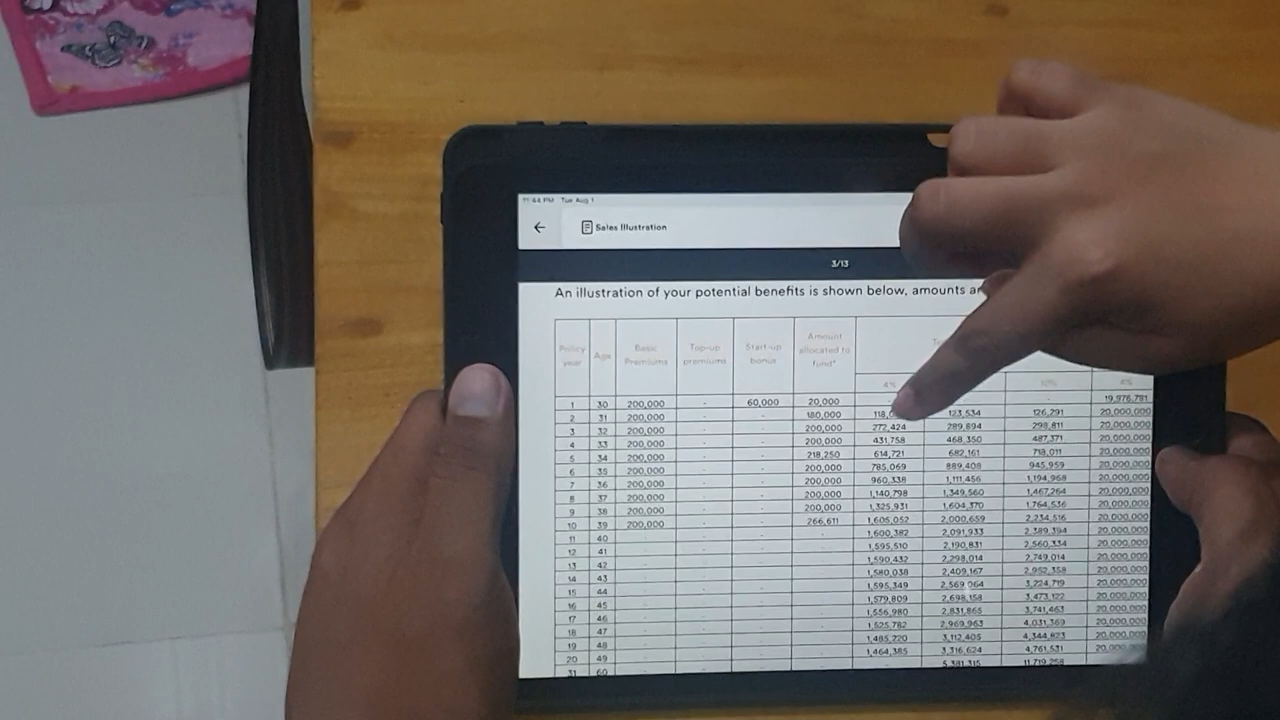 11:44 PM Tue Aug 1
Sales Illustration
3/13
An illustration of your potential benefits is shown below, amounts
Policy year Age Basic Premiums Top-up premiums Start-up bonus Amount allocated to fund*
4% 10% 4%
1 30 200,000 - 60,000 20,000 - 19,976,781
2 31 200,000 - - 180,000 123,534 126,291 20,000,000
3 32 200,000 - - 200,000 272,424 289,694 298,811 20,000,000
4 33 200,000 - - 200,000 431,758 468,350 487,371 20,000,000
5 34 200,000 - - 218,250 614,721 682,161 718,011 20,000,000
6 35 200,000 - - 200,000 785,069 889,408 945,959 20,000,000
7 36 200,000 - - 200,000 960,338 1,111,456 1,194,968 20,000,000
8 37 200,000 - - 200,000 1,140,798 1,349,560 1,467,264 20,000,000
9 38 200,000 - - 200,000 1,325,931 1,604,370 1,764,536 20,000,000
10 39 200,000 - - 266,611 1,605,052 2,000,659 2,234,516 20,000,000
11 40 - - - - 1,600,382 2,091,933 2,389,394 20,000,000
12 41 - - - - 1,595,510 2,190,831 2,560,334 20,000,000
13 42 - - - - 1,590,432 2,298,014 2,749,014 20,000,000
14 43 - - - - 1,580,038 2,409,167 2,952,358 20,000,000
15 44 - - - - 1,595,349 2,569,064 3,224,719 20,000,000
16 45 - - - - 1,579,809 2,698,158 3,473,122 20,000,000
17 46 - - - - 1,556,980 2,831,865 3,741,463 20,000,000
18 47 - - - - 1,525,782 2,969,963 4,031,369 20,000,000
19 48 - - - - 1,485,220 3,112,405 4,344,823 20,000,000
20 49 - - - - 1,464,385 3,316,624 4,761,531 20,000,000
31 60 - - - - - 5,381,315 11,719,258